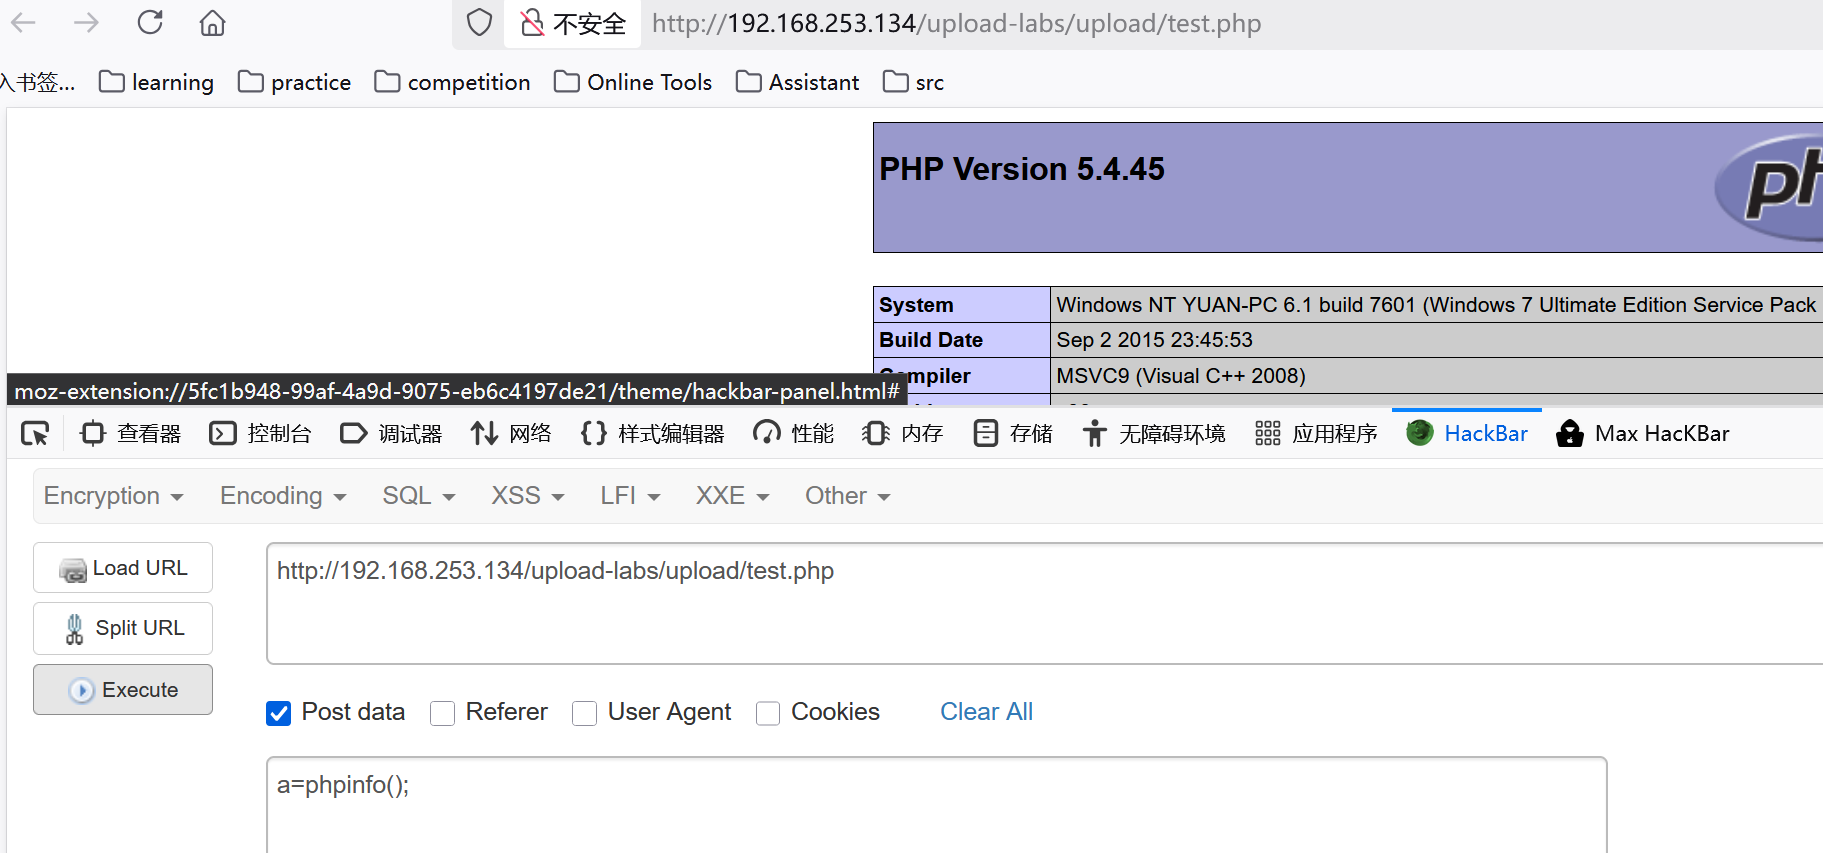 不安全 http://192.168.253.134/upload-labs/upload/test.php
入书签... learning practice competition Online Tools Assistant src
PHP Version 5.4.45
System Windows NT YUAN-PC 6.1 build 7601 (Windows 7 Ultimate Edition Service Pack
Build Date Sep 2 2015 23:45:53
Compiler MSVC9 (Visual C++ 2008)
moz-extension://5fc1b948-99af-4a9d-9075-eb6c4197de21/theme/hackbar-panel.html#
查看器 控制台 调试器 网络 样式编辑器 性能 内存 存储 无障碍环境 应用程序 HackBar Max HacKBar
Encryption Encoding SQL XSS LFI XXE Other
Load URL http://192.168.253.134/upload-labs/upload/test.php
Split URL
Execute
Post data Referer User Agent Cookies Clear All
a=phpinfo();